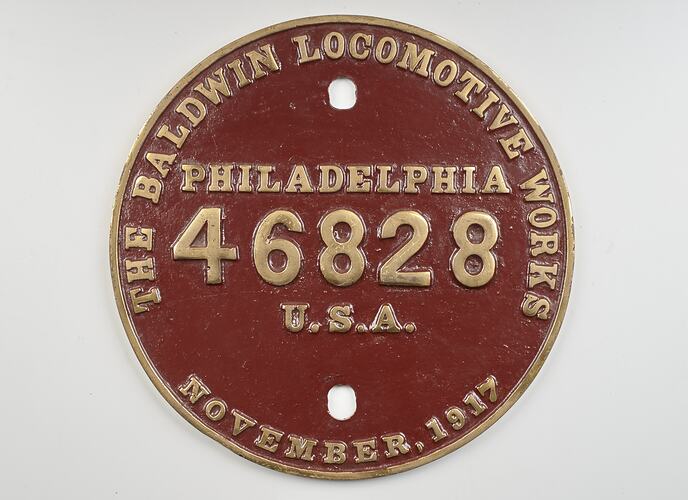 THE BALDWIN LOCOMOTIVE WORKS
PHILADELPHIA
46828
U.S.A.
NOVEMBER, 1917